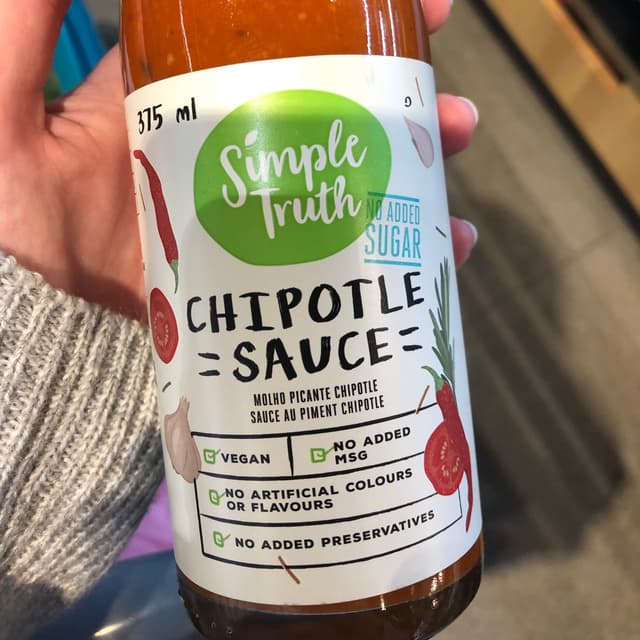 375 ml
Simple
Truth
NO ADDED
SUGAR
CHIPOTLE
=SAUCE=
MOLHO PICANTE CHIPOTLE
SAUCE AU PIMENT CHIPOTLE
VEGAN
NO ADDED
MSG
NO ARTIFICIAL COLOURS
OR FLAVOURS
NO ADDED PRESERVATIVES